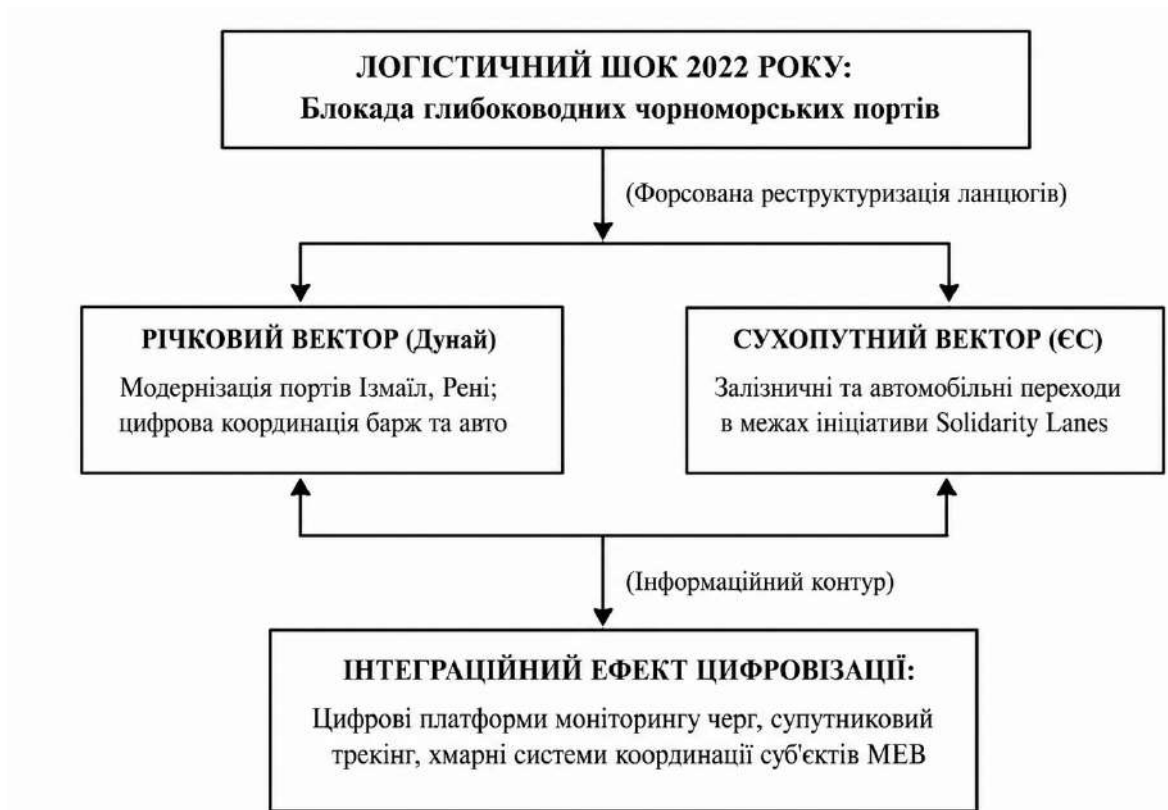 ЛОГІСТИЧНИЙ ШОК 2022 РОКУ:
Блокада глибоководних чорноморських портів
(Форсована реструктуризація ланцюгів)
РІЧКОВИЙ ВЕКТОР (Дунай)
Модернізація портів Ізмаїл, Рені;
цифрова координація барж та авто
СУХОПУТНИЙ ВЕКТОР (ЄС)
Залізничні та автомобільні переходи
в межах ініціативи Solidarity Lanes
(Інформаційний контур)
ІНТЕГРАЦІЙНИЙ ЕФЕКТ ЦИФРОВІЗАЦІЇ:
Цифрові платформи моніторингу черг, супутниковий
трекінг, хмарні системи координації суб'єктів МЕВ